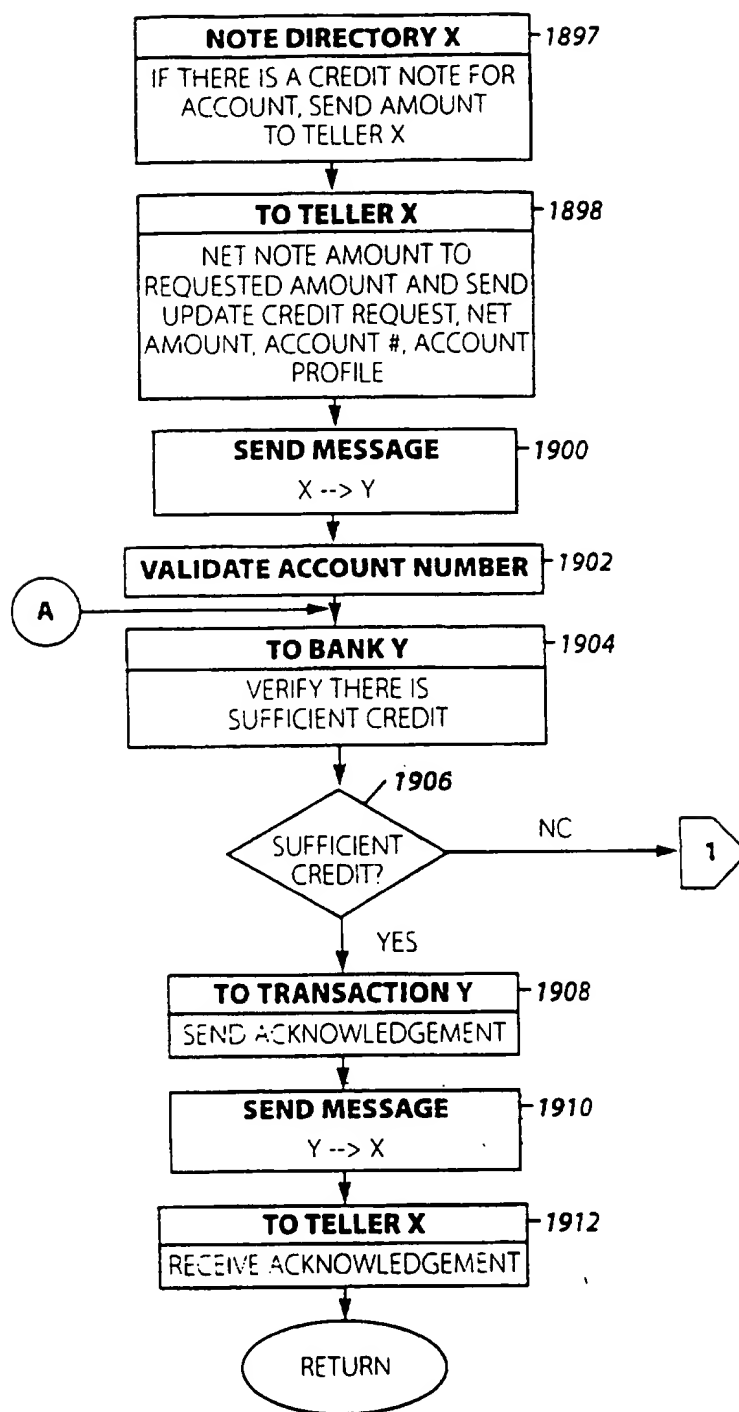 NOTE DIRECTORY X
1897
IF THERE IS A CREDIT NOTE FOR
ACCOUNT, SEND AMOUNT
TO TELLER X
TO TELLER X
1898
NET NOTE AMOUNT TO
REQUESTED AMOUNT AND SEND
UPDATE CREDIT REQUEST, NET
AMOUNT, ACCOUNT #, ACCOUNT
PROFILE
SEND MESSAGE
1900
X --> Y
VALIDATE ACCOUNT NUMBER
1902
A
TO BANK Y
1904
VERIFY THERE IS
SUFFICIENT CREDIT
1906
SUFFICIENT
CREDIT?
NC
1
YES
TO TRANSACTION Y
1908
SEND ACKNOWLEDGEMENT
SEND MESSAGE
1910
Y --> X
TO TELLER X
1912
RECEIVE ACKNOWLEDGEMENT
RETURN